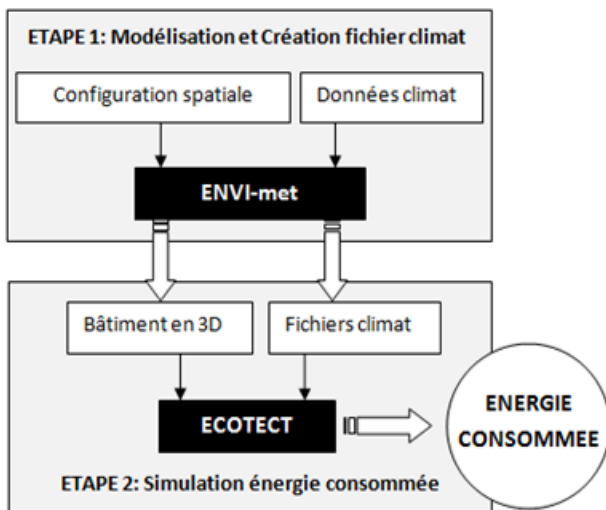 ETAPE 1: Modélisation et Création fichier climat
Configuration spatiale
Données climat
ENVI-met
Bâtiment en 3D
Fichiers climat
ECOTECT
ENERGIE
CONSOMMEE
ETAPE 2: Simulation énergie consommée